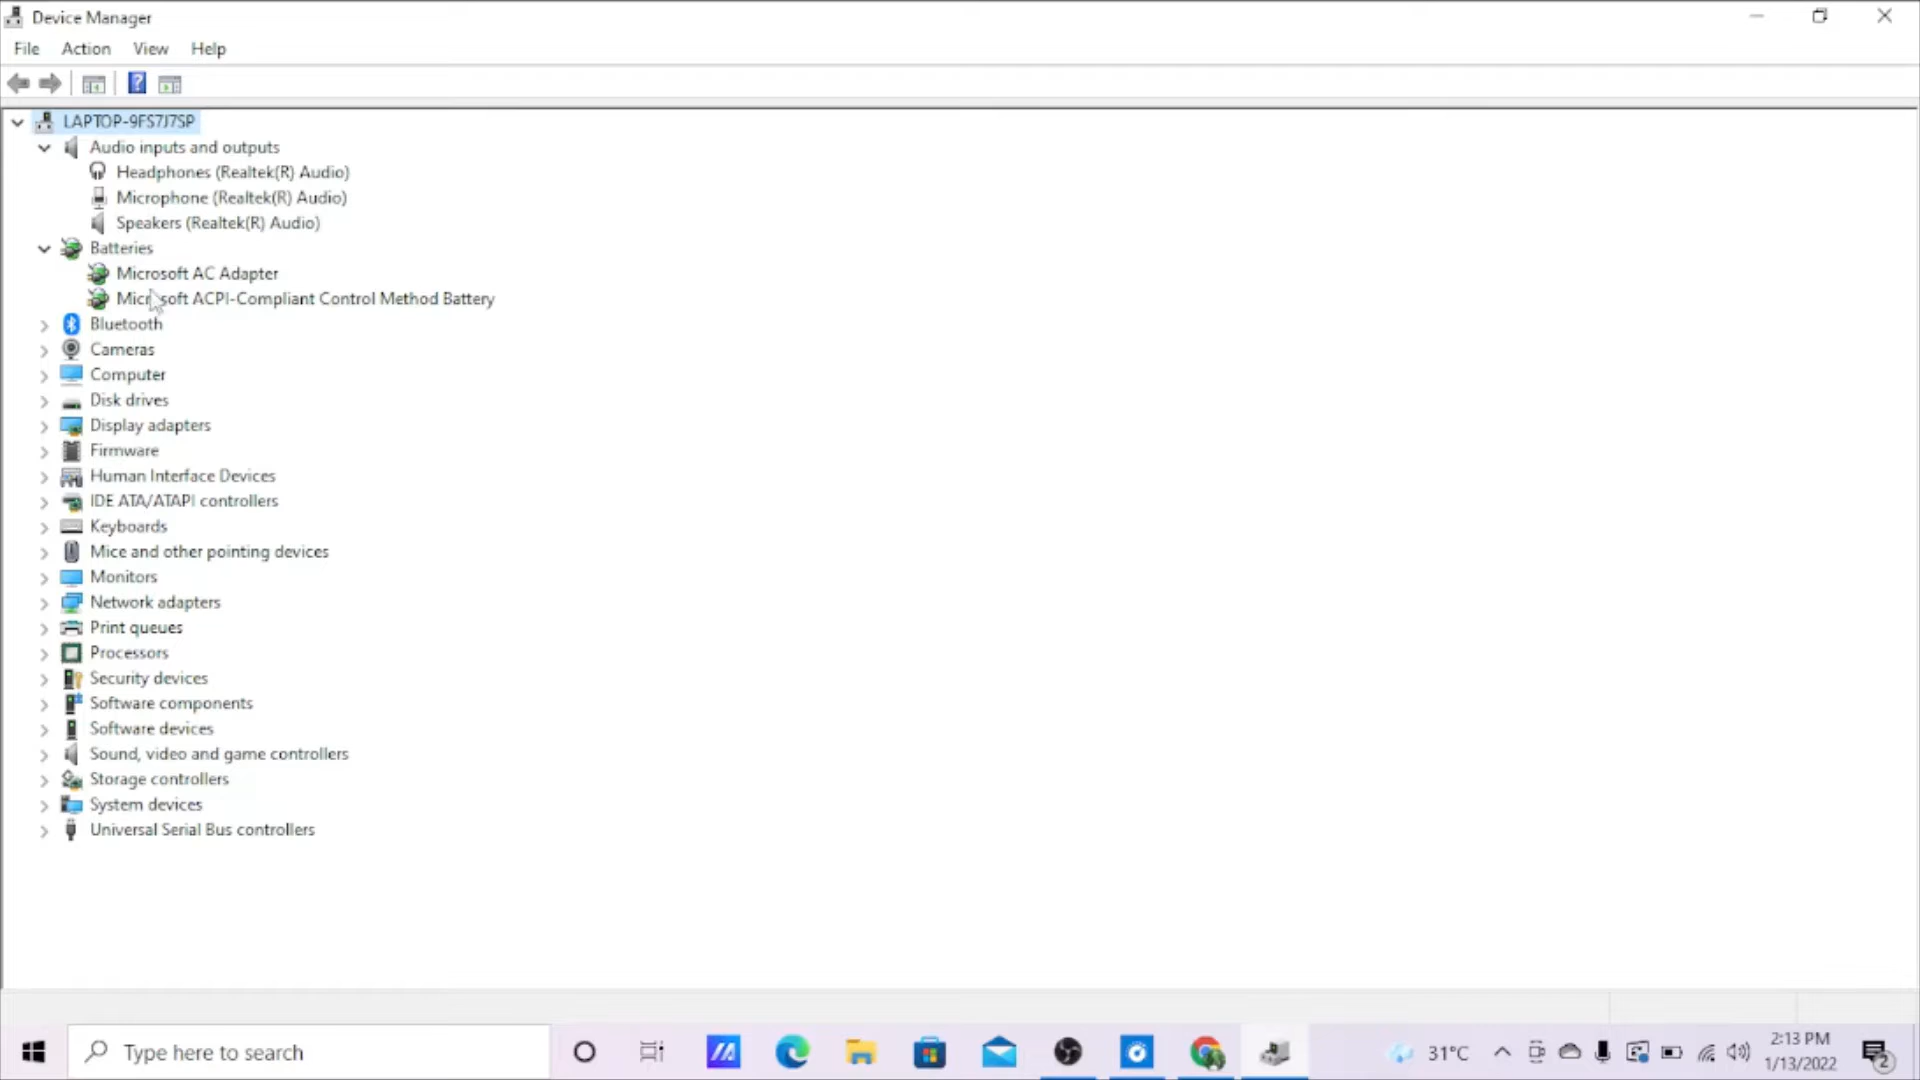 Device Manager
File Action View Help
LAPTOP-9FS7J7SP
Audio inputs and outputs
Headphones (Realtek(R) Audio)
Microphone (Realtek(R) Audio)
Speakers (Realtek(R) Audio)
Batteries
Microsoft AC Adapter
Microsoft ACPI-Compliant Control Method Battery
Bluetooth
Cameras
Computer
Disk drives
Display adapters
Firmware
Human Interface Devices
IDE ATA/ATAPI controllers
Keyboards
Mice and other pointing devices
Monitors
Network adapters
Print queues
Processors
Security devices
Software components
Software devices
Sound, video and game controllers
Storage controllers
System devices
Universal Serial Bus controllers
Type here to search
31°C
2:13 PM
1/13/2022
2